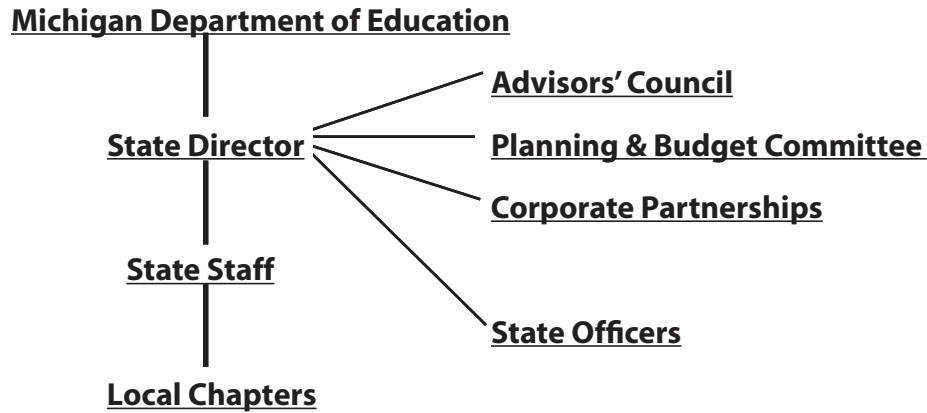 Michigan Department of Education
Advisors’ Council
State Director
Planning & Budget Committee
Corporate Partnerships
State Staff
State Officers
Local Chapters